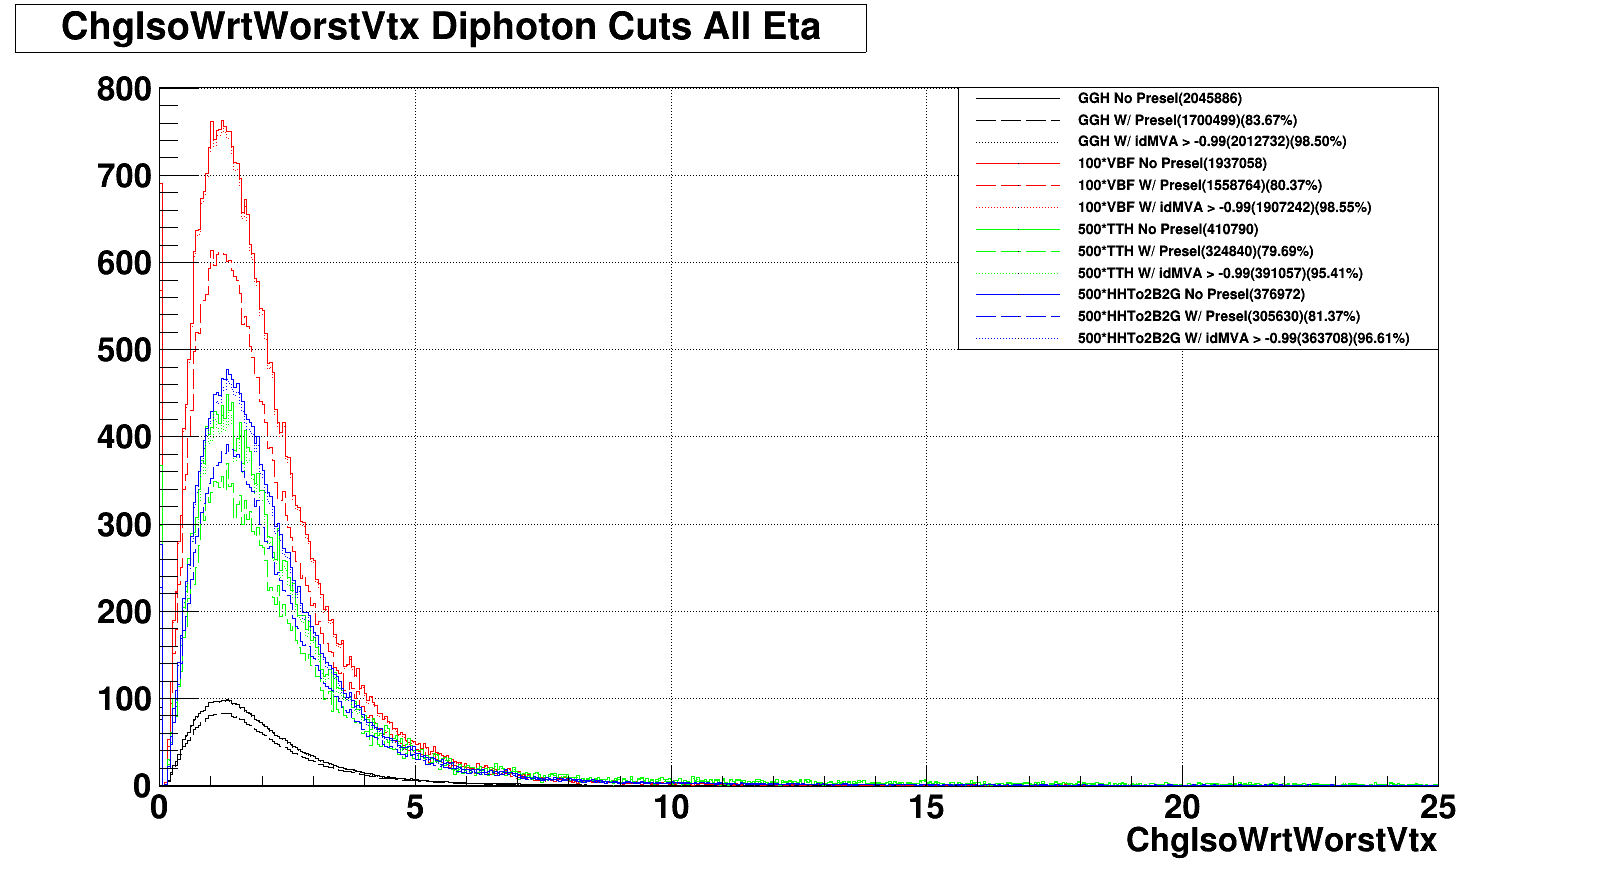 ChgIsoWrtWorstVtx Diphoton Cuts All Eta
800
700
600
500
400
300
200
100
0
0 5 10 15 20 25
ChgIsoWrtWorstVtx
GGH No Presel(2045886)
GGH W/ Presel(1700499)(83.67%)
GGH W/ idMVA > -0.99(2012732)(98.50%)
100*VBF No Presel(1937058)
100*VBF W/ Presel(1558764)(80.37%)
100*VBF W/ idMVA > -0.99(1907242)(98.55%)
500*TTH No Presel(410790)
500*TTH W/ Presel(324840)(79.69%)
500*TTH W/ idMVA > -0.99(391057)(95.41%)
500*HHTo2B2G No Presel(376972)
500*HHTo2B2G W/ Presel(305630)(81.37%)
500*HHTo2B2G W/ idMVA > -0.99(363708)(96.61%)